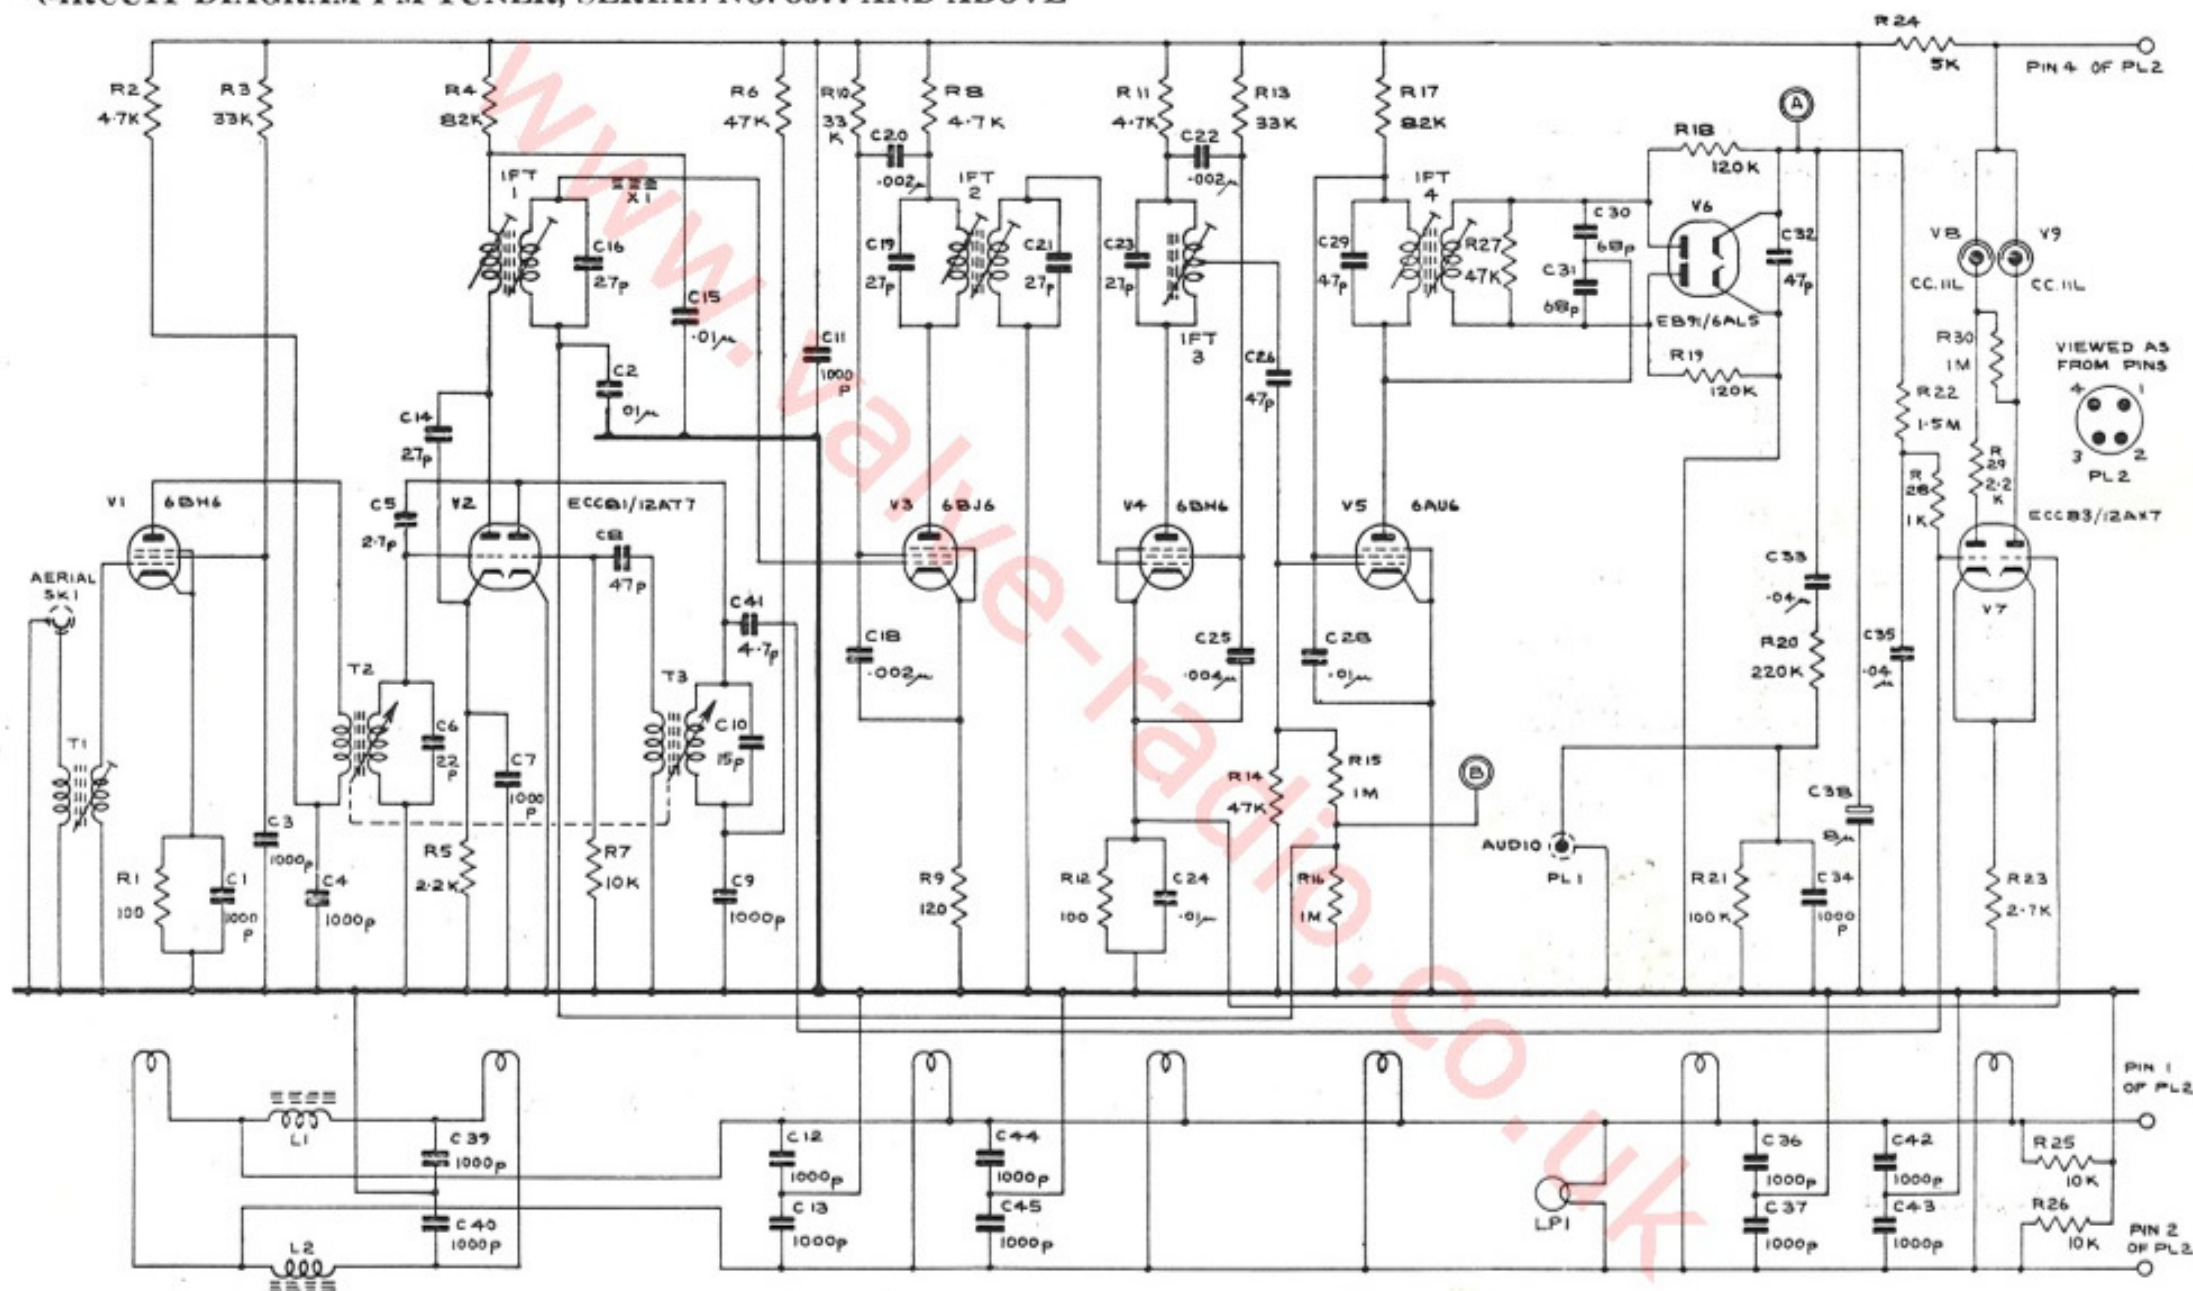 CIRCUIT DIAGRAM FM TUNER, SERIAL No. AND ABOVE
R24
5K
PIN 4 OF PL2
R2
4.7K
R3
33K
R4
82K
R6
47K
R10
33
K
C20
.002µ
R8
4.7K
R11
4.7K
C22
.002µ
R13
33K
R17
82K
A
R18
120K
IFT
1
X1
C16
27p
C15
.01µ
C2
01µ
C11
1000
P
C19
27p
IFT
2
C21
27p
C23
27p
IFT
3
C26
47p
C29
47p
IFT
4
R27
47K
C30
68p
C31
68p
V6
EB91/6AL5
C32
47p
R19
120K
V8
CC.11L
V9
CC.11L
R30
1M
VIEWED AS
FROM PINS
4 1
3 2
PL2
R22
1.5M
R
28
1K
R
29
2.2
K
ECC83/12AX7
V7
C14
27p
V1 6BH6
C5
2.7p
V2 ECC81/12AT7
C8
47p
V3 6BJ6
V4 6BH6
V5 6AU6
AERIAL
SK1
T1
T2
C6
22
P
C7
1000
P
C41
4.7p
T3
C10
15p
C18
.002µ
C25
.004µ
C28
.01µ
C33
.04µ
R20
220K
C35
.04
µ
R14
47K
R15
1M
B
R16
1M
AUDIO
PL1
C38
8µ
R1
100
C1
1000
P
C3
1000p
C4
1000p
R5
2.2K
R7
10K
C9
1000p
R9
120
R12
100
C24
.01µ
R21
100K
C34
1000
P
R23
2.7K
L1
C39
1000p
C40
1000p
L2
C12
1000p
C13
1000p
C44
1000p
C45
1000p
LP1
C36
1000p
C37
1000p
C42
1000p
C43
1000p
R25
10K
R26
10K
PIN 1
OF PL2
PIN 2
OF PL2
www.valve-radio.co.uk